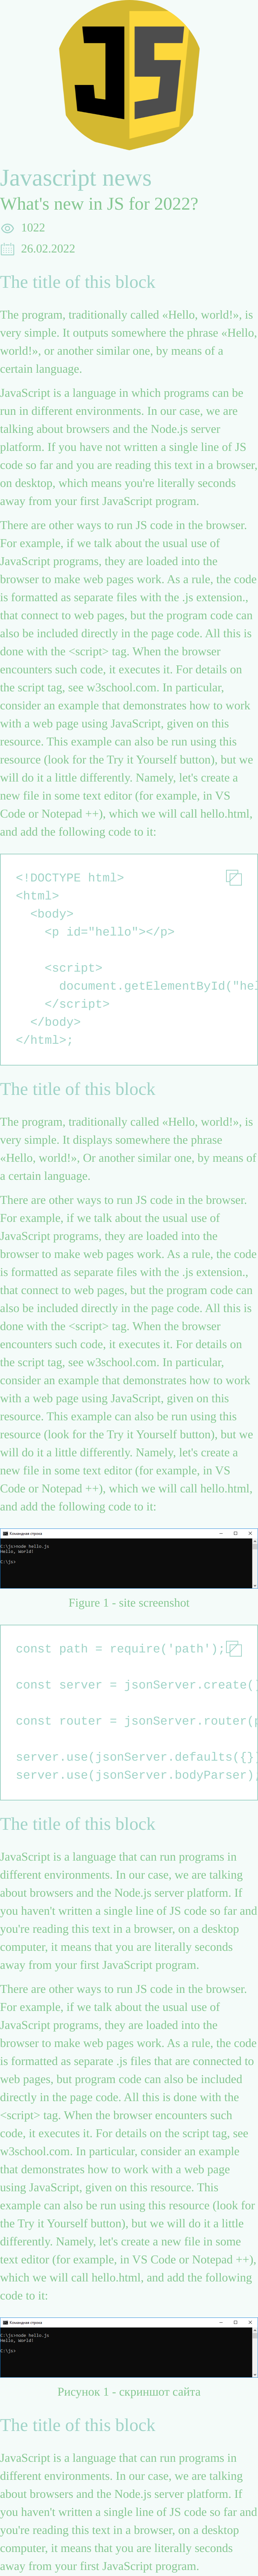 JS
Javascript news
What's new in JS for 2022?
1022
26.02.2022
The title of this block
The program, traditionally called «Hello, world!», is
very simple. It outputs somewhere the phrase «Hello,
world!», or another similar one, by means of a
certain language.
JavaScript is a language in which programs can be
run in different environments. In our case, we are
talking about browsers and the Node.js server
platform. If you have not written a single line of JS
code so far and you are reading this text in a browser,
on desktop, which means you're literally seconds
away from your first JavaScript program.
There are other ways to run JS code in the browser.
For example, if we talk about the usual use of
JavaScript programs, they are loaded into the
browser to make web pages work. As a rule, the code
is formatted as separate files with the .js extension.,
that connect to web pages, but the program code can
also be included directly in the page code. All this is
done with the <script> tag. When the browser
encounters such code, it executes it. For details on
the script tag, see w3school.com. In particular,
consider an example that demonstrates how to work
with a web page using JavaScript, given on this
resource. This example can also be run using this
resource (look for the Try it Yourself button), but we
will do it a little differently. Namely, let's create a
new file in some text editor (for example, in VS
Code or Notepad ++), which we will call hello.html,
and add the following code to it:
<!DOCTYPE html>
<html>
<body>
<p id="hello"></p>
<script>
document.getElementById("hel
</script>
</body>
</html>;
The title of this block
The program, traditionally called «Hello, world!», is
very simple. It displays somewhere the phrase
«Hello, world!», Or another similar one, by means of
a certain language.
There are other ways to run JS code in the browser.
For example, if we talk about the usual use of
JavaScript programs, they are loaded into the
browser to make web pages work. As a rule, the code
is formatted as separate files with the .js extension.,
that connect to web pages, but the program code can
also be included directly in the page code. All this is
done with the <script> tag. When the browser
encounters such code, it executes it. For details on
the script tag, see w3school.com. In particular,
consider an example that demonstrates how to work
with a web page using JavaScript, given on this
resource. This example can also be run using this
resource (look for the Try it Yourself button), but we
will do it a little differently. Namely, let's create a
new file in some text editor (for example, in VS
Code or Notepad ++), which we will call hello.html,
and add the following code to it:
Командная строка
C:\js>node hello.js
Hello, World!
C:\js>
Figure 1 - site screenshot
const path = require('path');
const server = jsonServer.create()
const router = jsonServer.router(p
server.use(jsonServer.defaults({})
server.use(jsonServer.bodyParser);
The title of this block
JavaScript is a language that can run programs in
different environments. In our case, we are talking
about browsers and the Node.js server platform. If
you haven't written a single line of JS code so far and
you're reading this text in a browser, on a desktop
computer, it means that you are literally seconds
away from your first JavaScript program.
There are other ways to run JS code in the browser.
For example, if we talk about the usual use of
JavaScript programs, they are loaded into the
browser to make web pages work. As a rule, the code
is formatted as separate .js files that are connected to
web pages, but program code can also be included
directly in the page code. All this is done with the
<script> tag. When the browser encounters such
code, it executes it. For details on the script tag, see
w3school.com. In particular, consider an example
that demonstrates how to work with a web page
using JavaScript, given on this resource. This
example can also be run using this resource (look for
the Try it Yourself button), but we will do it a little
differently. Namely, let's create a new file in some
text editor (for example, in VS Code or Notepad ++),
which we will call hello.html, and add the following
code to it:
Командная строка
C:\js>node hello.js
Hello, World!
C:\js>
Рисунок 1 - скриншот сайта
The title of this block
JavaScript is a language that can run programs in
different environments. In our case, we are talking
about browsers and the Node.js server platform. If
you haven't written a single line of JS code so far and
you're reading this text in a browser, on a desktop
computer, it means that you are literally seconds
away from your first JavaScript program.